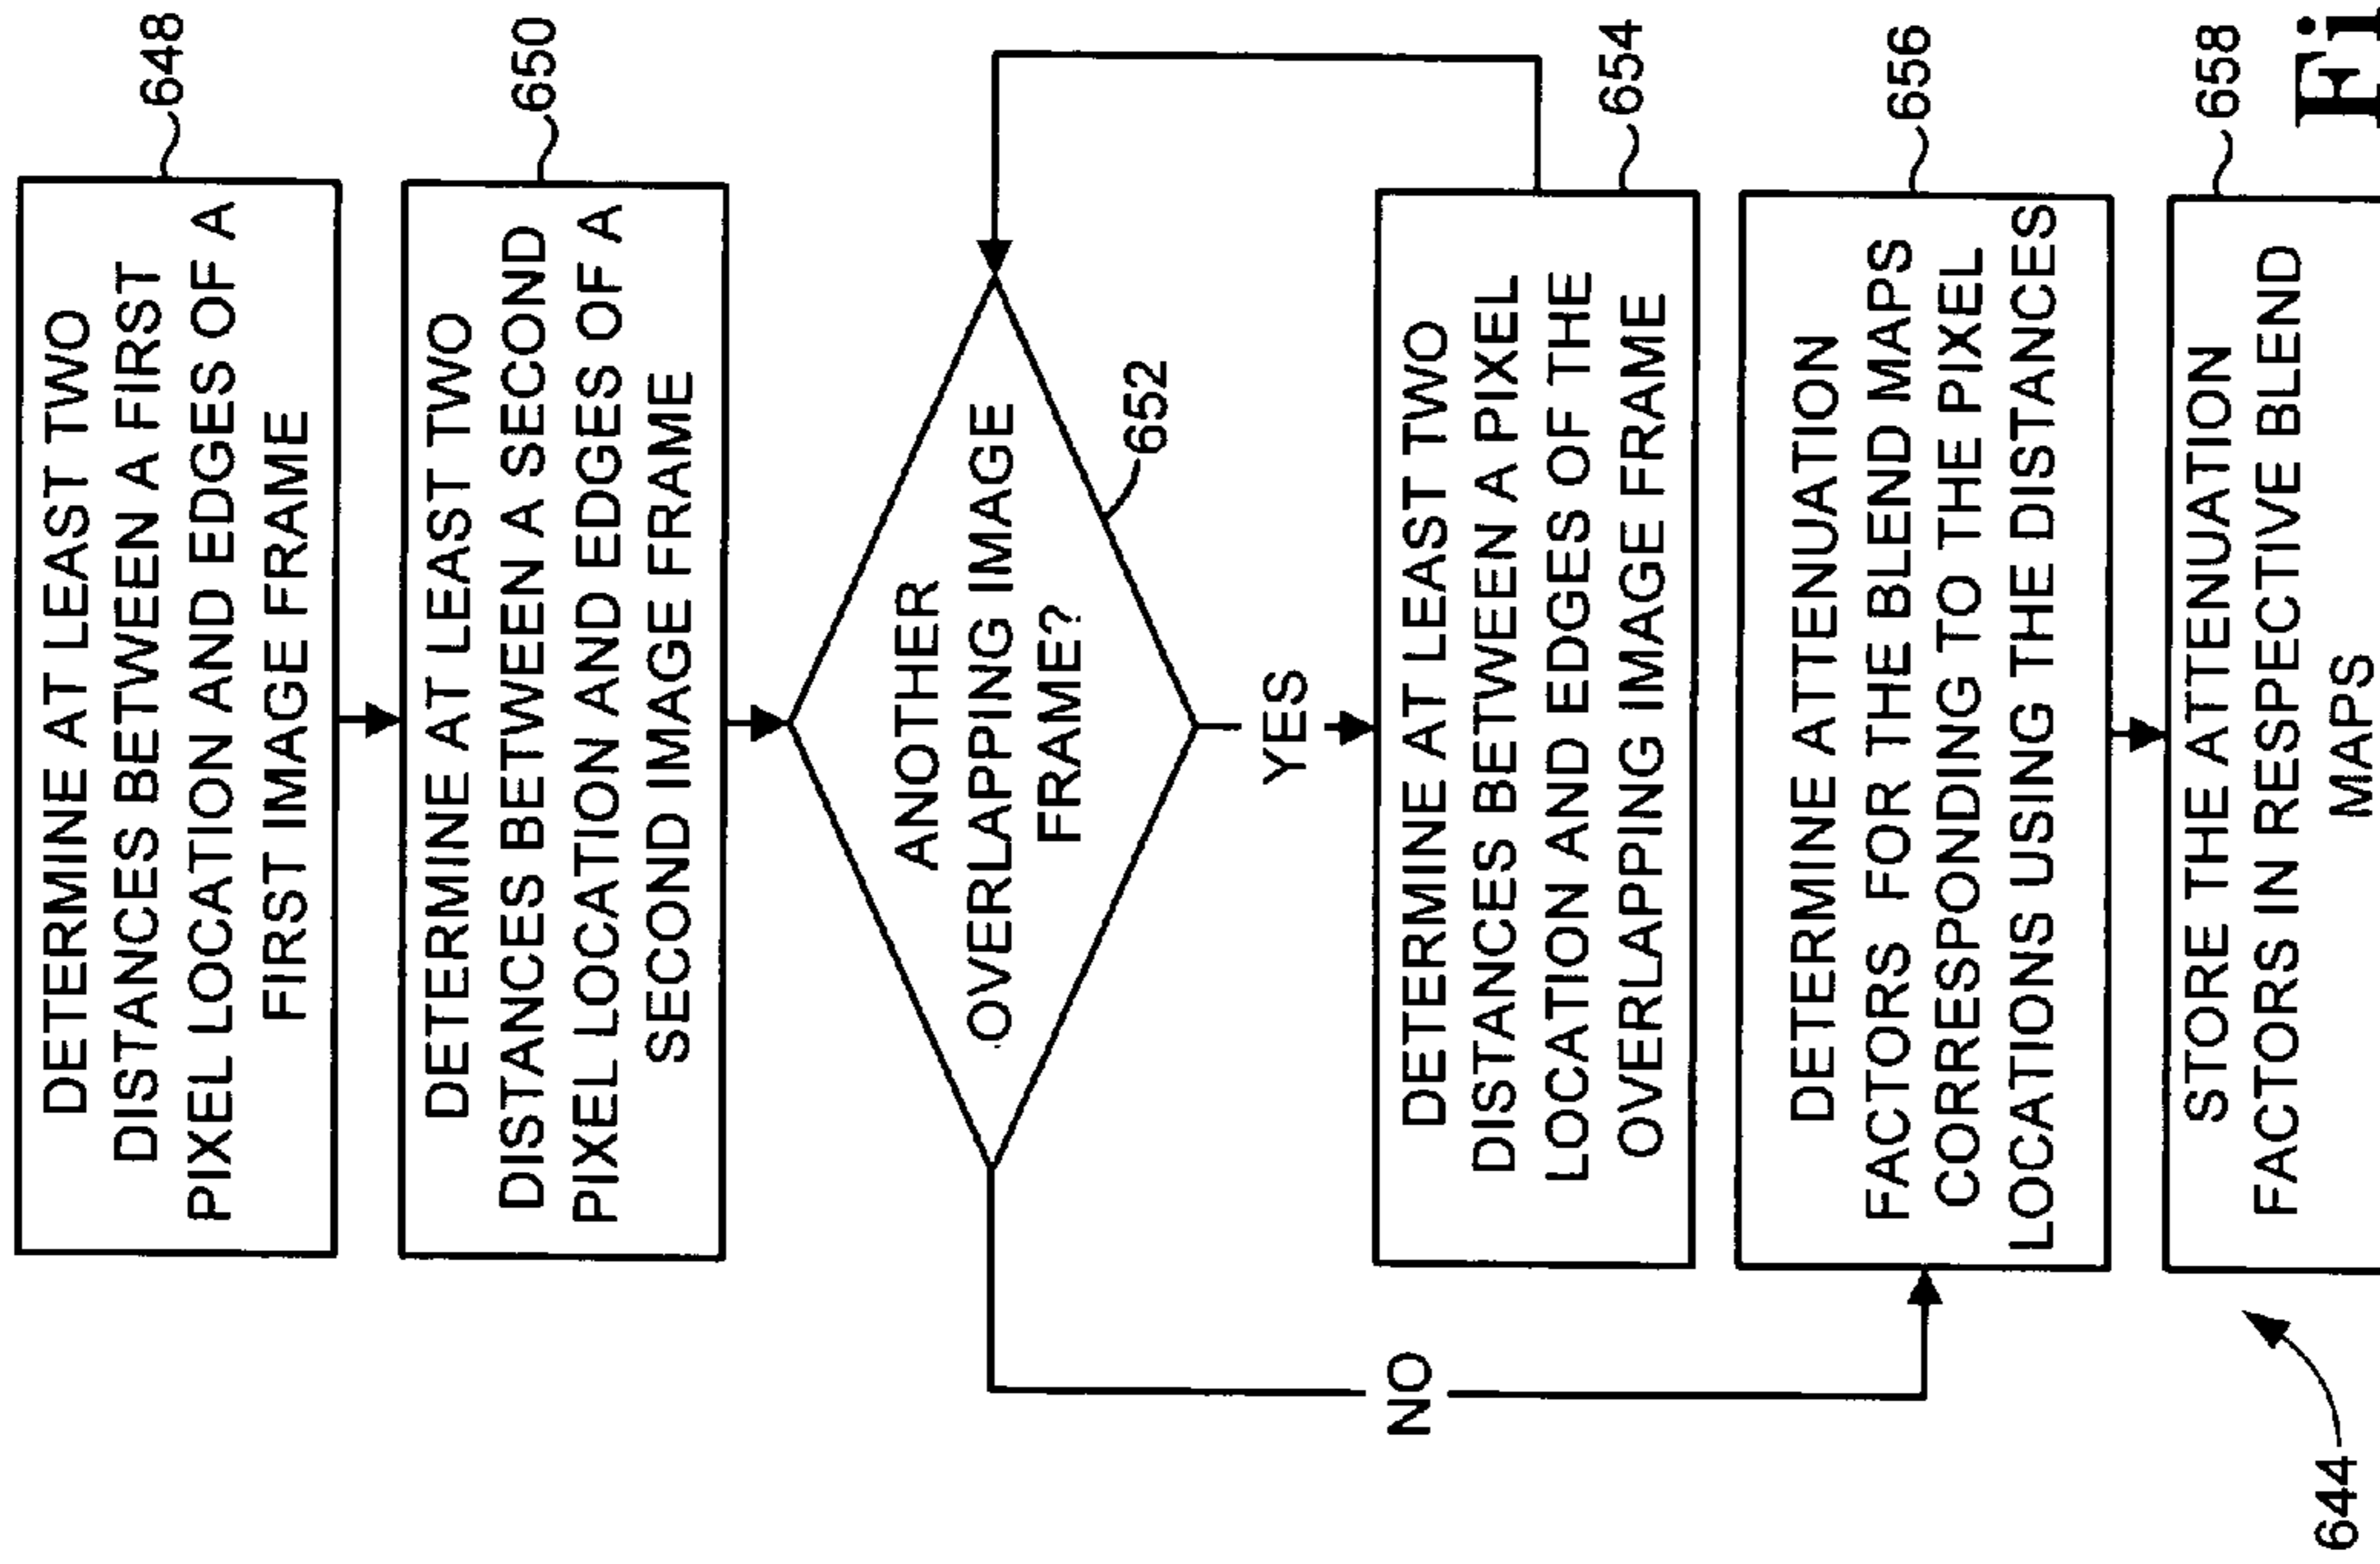 DETERMINE AT LEAST TWO
DISTANCES BETWEEN A FIRST
PIXEL LOCATION AND EDGES OF A
FIRST IMAGE FRAME
648
DETERMINE AT LEAST TWO
DISTANCES BETWEEN A SECOND
PIXEL LOCATION AND EDGES OF A
SECOND IMAGE FRAME
650
ANOTHER
OVERLAPPING IMAGE
FRAME?
652
YES
NO
DETERMINE AT LEAST TWO
DISTANCES BETWEEN A PIXEL
LOCATION AND EDGES OF THE
OVERLAPPING IMAGE FRAME
654
DETERMINE ATTENUATION
FACTORS FOR THE BLEND MAPS
CORRESPONDING TO THE PIXEL
LOCATIONS USING THE DISTANCES
656
STORE THE ATTENUATION
FACTORS IN RESPECTIVE BLEND
MAPS
658
644
Fi